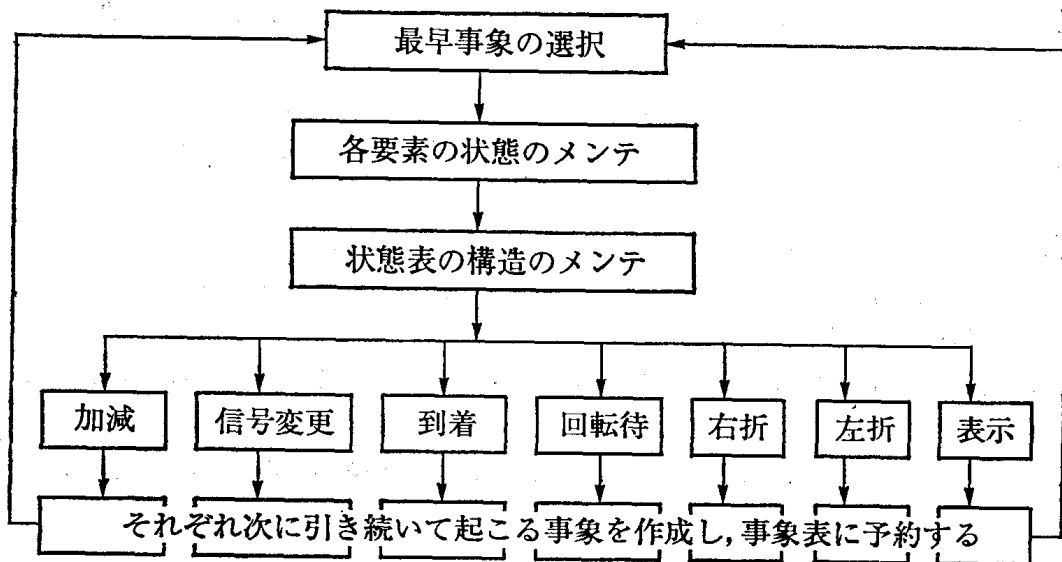 最早事象の選択
各要素の状態のメンテ
状態表の構造のメンテ
加減
信号変更
到着
回転待
右折
左折
表示
それぞれ次に引き続いて起こる事象を作成し,事象表に予約する